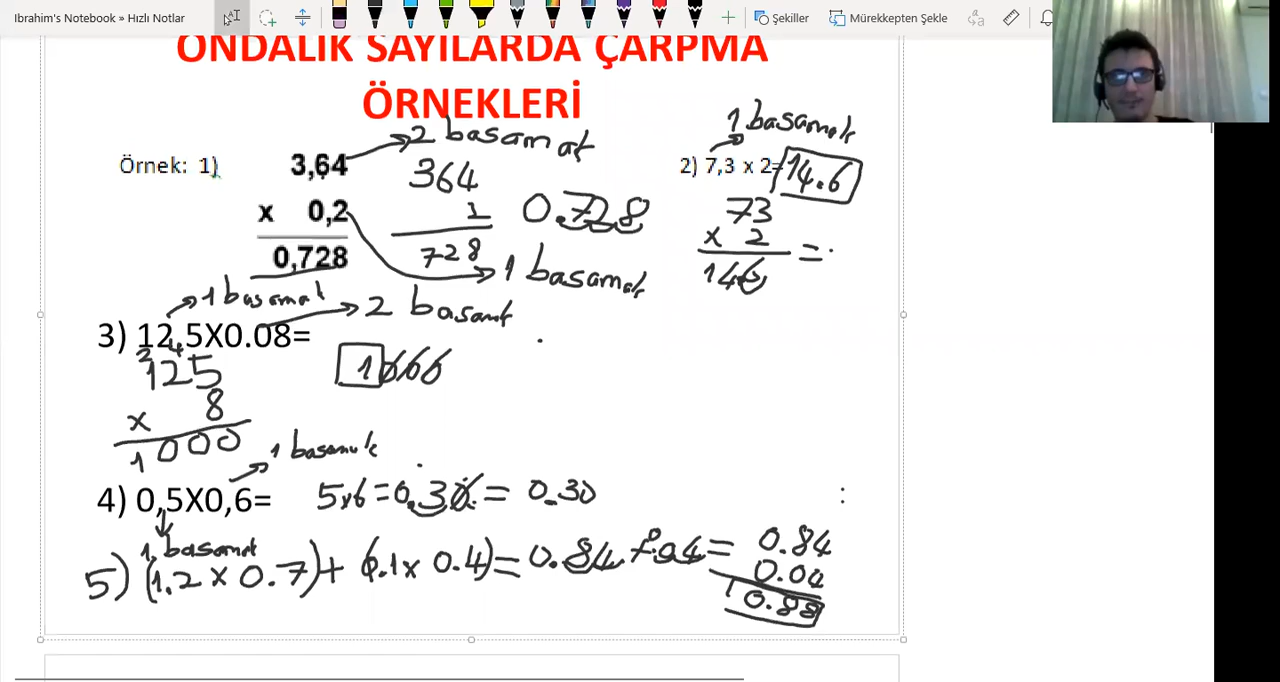 Ibrahim's Notebook » Hızlı Notlar
Şekiller
Mürekkepten Şekle
ONDALIK SAYILARDA ÇARPMA
ÖRNEKLERİ
Örnek: 1)
3,64
x 0,2
0,728
2 basamak
364
2
728
0.728
1 basamak
1 basamak
2) 7,3 x 2=
14.6
73
x 2
146
=
1 basamak
2 basamak
3) 12,5X0.08=
2 4
125
x 8
1000
1 basamak
4) 0,5X0,6=
5x6=0.30=0.30
1 basamak
5) (1.2 x 0.7)+(0.1x 0.4)=0.84+0.04=
0.84
0.04
0.88